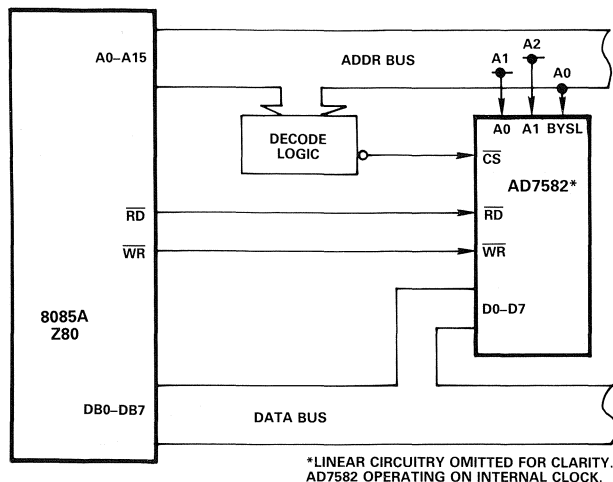 A0–A15
ADDR BUS
A1
A2
A0
A0 A1 BYSL
DECODE
LOGIC
CS
AD7582*
RD
RD
WR
WR
8085A
Z80
D0–D7
DB0–DB7
DATA BUS
*LINEAR CIRCUITRY OMITTED FOR CLARITY.
AD7582 OPERATING ON INTERNAL CLOCK.